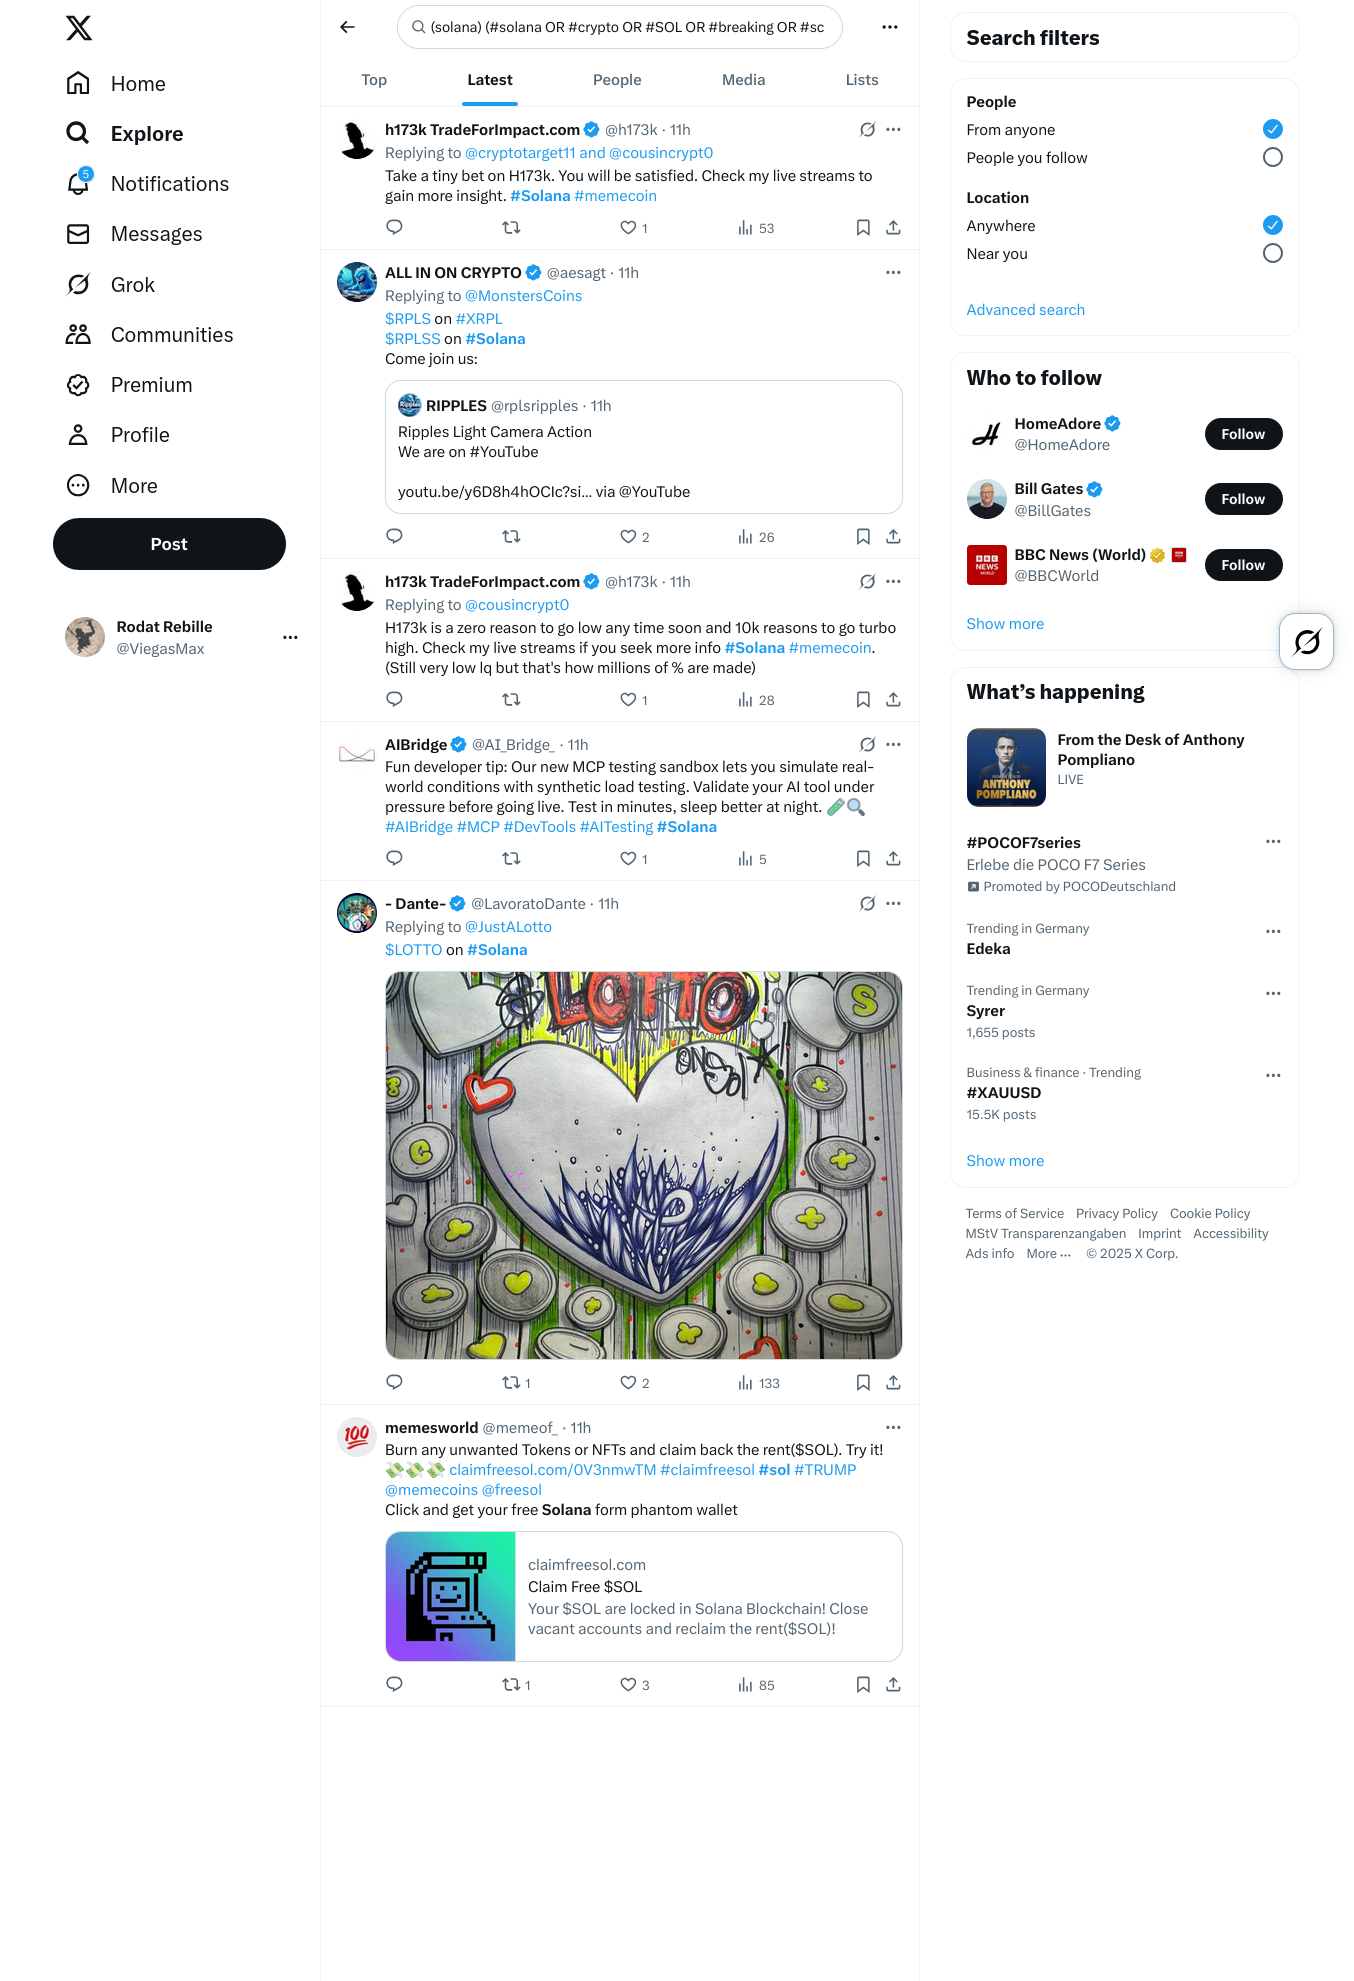 Home
Explore
5
Notifications
Messages
Grok
Communities
Premium
Profile
More
Post
Rodat Rebille
@ViegasMax
(solana) (#solana OR #crypto OR #SOL OR #breaking OR #sc
Top Latest People Media Lists
h173k TradeForImpact.com @h173k · 11h
Replying to @cryptotarget11 and @cousincrypt0
Take a tiny bet on H173k. You will be satisfied. Check my live streams to
gain more insight. #Solana #memecoin
1 53
ALL IN ON CRYPTO @aesagt · 11h
Replying to @MonstersCoins
$RPLS on #XRPL
$RPLSS on #Solana
Come join us:
Ripples
RIPPLES @rplsripples · 11h
Ripples Light Camera Action
We are on #YouTube
youtu.be/y6D8h4hOCIc?si... via @YouTube
2 26
h173k TradeForImpact.com @h173k · 11h
Replying to @cousincrypt0
H173k is a zero reason to go low any time soon and 10k reasons to go turbo
high. Check my live streams if you seek more info #Solana #memecoin.
(Still very low lq but that's how millions of % are made)
1 28
AIBridge @AI_Bridge_ · 11h
Fun developer tip: Our new MCP testing sandbox lets you simulate real-
world conditions with synthetic load testing. Validate your AI tool under
pressure before going live. Test in minutes, sleep better at night. 🧪🔍
#AIBridge #MCP #DevTools #AITesting #Solana
1 5
- Dante- @LavoratoDante · 11h
Replying to @JustALotto
$LOTTO on #Solana
$LOTTO
S
ON
Sol
C
1 2 133
100
memesworld @memeof_ · 11h
Burn any unwanted Tokens or NFTs and claim back the rent($SOL). Try it!
💸💸💸 claimfreesol.com/0V3nmwTM #claimfreesol #sol #TRUMP
@memecoins @freesol
Click and get your free Solana form phantom wallet
claimfreesol.com
Claim Free $SOL
Your $SOL are locked in Solana Blockchain! Close
vacant accounts and reclaim the rent($SOL)!
1 3 85
Search filters
People
From anyone
People you follow
Location
Anywhere
Near you
Advanced search
Who to follow
HomeAdore
@HomeAdore
Follow
Bill Gates
@BillGates
Follow
BBC
NEWS
WORLD
BBC News (World)
@BBCWorld
Follow
Show more
What's happening
ANTHONY
POMPLIANO
From the Desk of Anthony
Pompliano
LIVE
#POCOF7series
Erlebe die POCO F7 Series
Promoted by POCODeutschland
Trending in Germany
Edeka
Trending in Germany
Syrer
1,655 posts
Business & finance · Trending
#XAUUSD
15.5K posts
Show more
Terms of Service Privacy Policy Cookie Policy
MStV Transparenzangaben Imprint Accessibility
Ads info More ··· © 2025 X Corp.